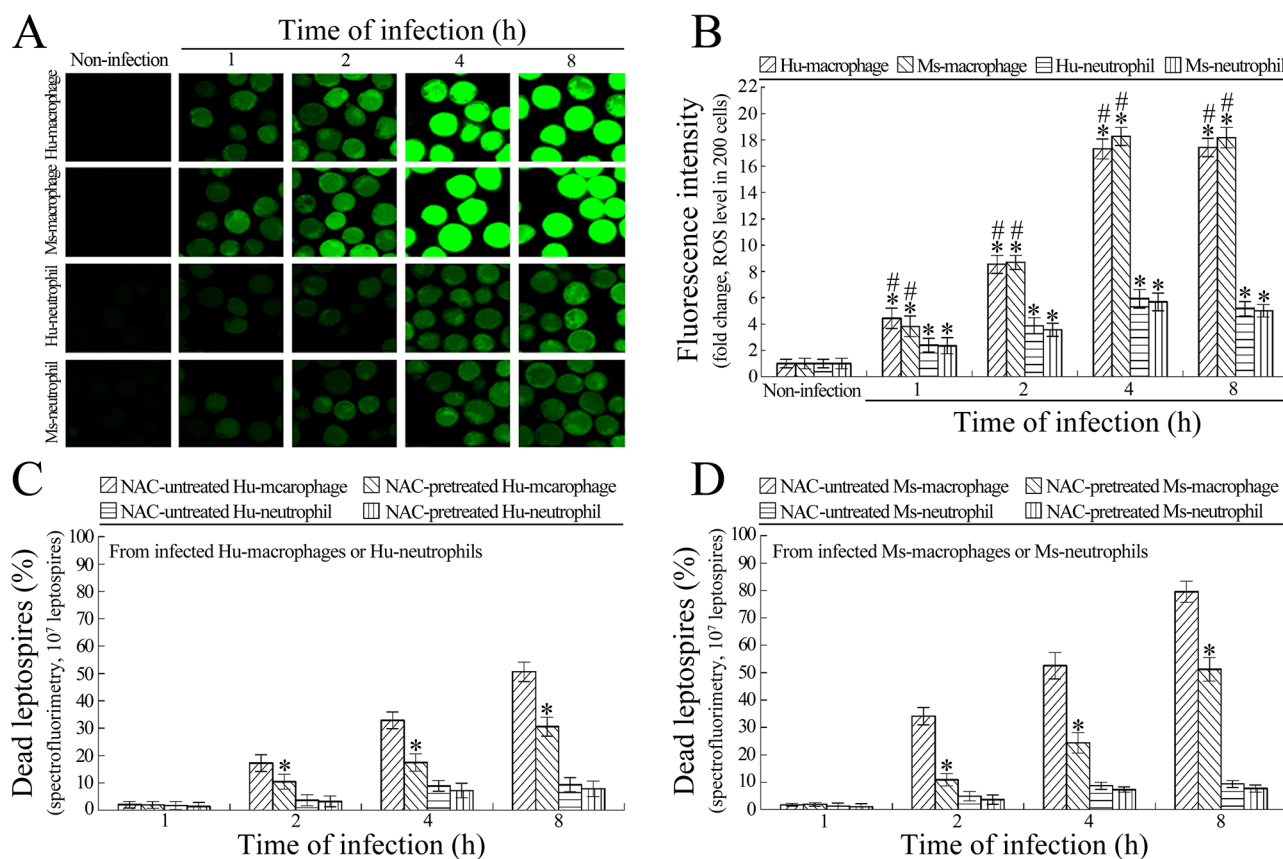 A
Time of infection (h)
Non-infection 1 2 4 8
Hu-macrophage
Ms-macrophage
Hu-neutrophil
Ms-neutrophil
B
Hu-macrophage Ms-macrophage Hu-neutrophil Ms-neutrophil
Fluorescence intensity
(fold change, ROS level in 200 cells)
22
20
18
16
14
12
10
8
6
4
2
0
# # # # # # # #
* * * * * * * * * * * * * * * *
Non-infection 1 2 4 8
Time of infection (h)
C
NAC-untreated Hu-mcarophage NAC-pretreated Hu-mcarophage
NAC-untreated Hu-neutrophil NAC-pretreated Hu-neutrophil
From infected Hu-macrophages or Hu-neutrophils
Dead leptospires (%)
(spectrofluorimetry, 10⁷ leptospires)
100
90
80
70
60
50
40
30
20
10
0
* * *
1 2 4 8
Time of infection (h)
D
NAC-untreated Ms-macrophage NAC-pretreated Ms-macrophage
NAC-untreated Ms-neutrophil NAC-pretreated Ms-neutrophil
From infected Ms-macrophages or Ms-neutrophils
Dead leptospires (%)
(spectrofluorimetry, 10⁷ leptospires)
100
90
80
70
60
50
40
30
20
10
0
* * *
1 2 4 8
Time of infection (h)